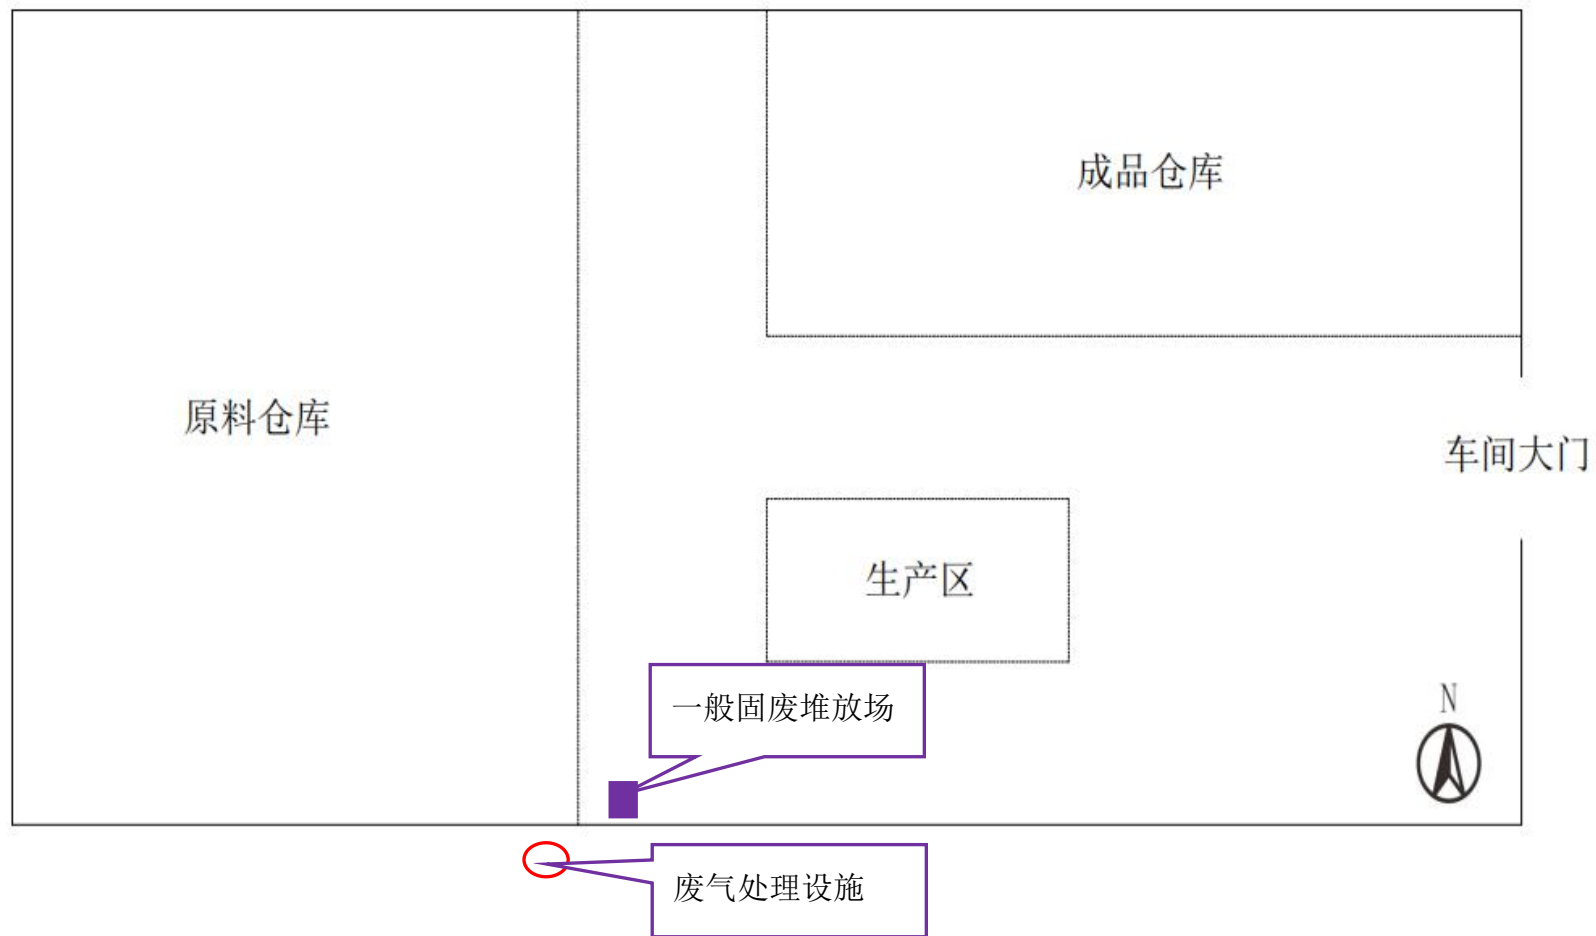 成品仓库
原料仓库
车间大门
生产区
一般固废堆放场
N
废气处理设施